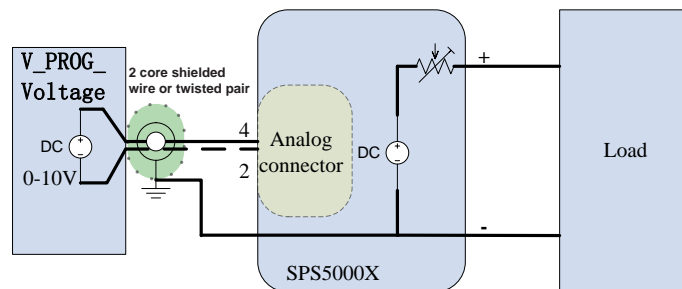 V_PROG_
Voltage
2 core shielded
wire or twisted pair
DC
0-10V
4
2
Analog
connector
DC
+
-
Load
SPS5000X